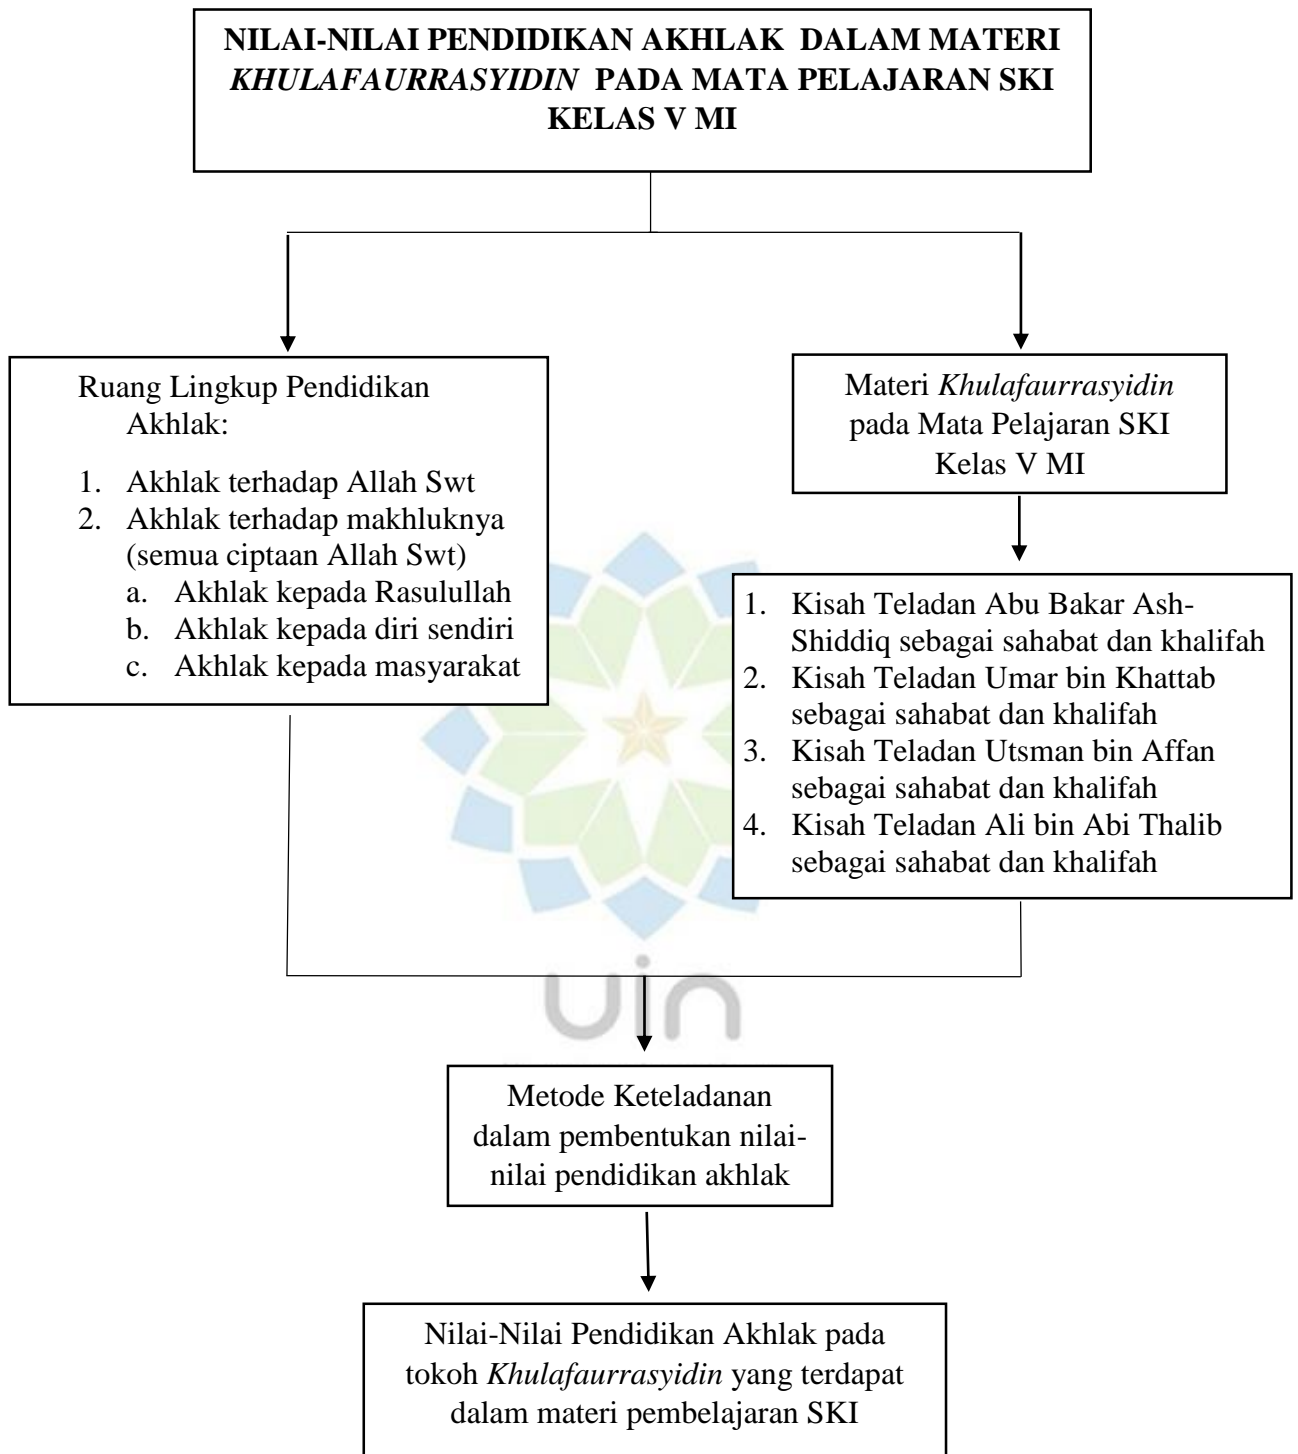 NILAI-NILAI PENDIDIKAN AKHLAK DALAM MATERI
KHULAFAURRASYIDIN PADA MATA PELAJARAN SKI
KELAS V MI
Ruang Lingkup Pendidikan
Akhlak:
1. Akhlak terhadap Allah Swt
2. Akhlak terhadap makhluknya
(semua ciptaan Allah Swt)
a. Akhlak kepada Rasulullah
b. Akhlak kepada diri sendiri
c. Akhlak kepada masyarakat
Materi Khulafaurrasyidin
pada Mata Pelajaran SKI
Kelas V MI
1. Kisah Teladan Abu Bakar Ash-
Shiddiq sebagai sahabat dan khalifah
2. Kisah Teladan Umar bin Khattab
sebagai sahabat dan khalifah
3. Kisah Teladan Utsman bin Affan
sebagai sahabat dan khalifah
4. Kisah Teladan Ali bin Abi Thalib
sebagai sahabat dan khalifah
uin
Metode Keteladanan
dalam pembentukan nilai-
nilai pendidikan akhlak
Nilai-Nilai Pendidikan Akhlak pada
tokoh Khulafaurrasyidin yang terdapat
dalam materi pembelajaran SKI